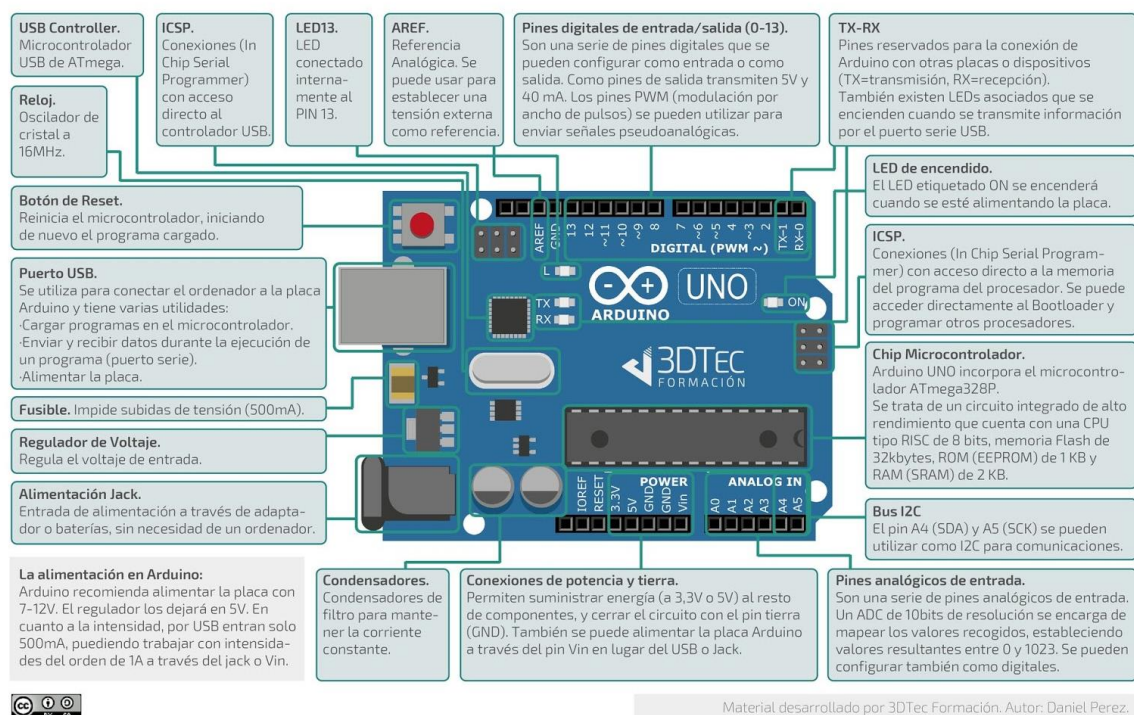 USB Controller.
Microcontrolador
USB de ATmega.
ICSP.
Conexiones (In
Chip Serial
Programmer)
con acceso
directo al
controlador USB.
LED13.
LED
conectado
interna-
mente al
PIN 13.
AREF.
Referencia
Analógica. Se
puede usar para
establecer una
tensión externa
como referencia.
Pines digitales de entrada/salida (0-13).
Son una serie de pines digitales que se
pueden configurar como entrada o como
salida. Como pines de salida transmiten 5V y
40 mA. Los pines PWM (modulación por
ancho de pulsos) se pueden utilizar para
enviar señales pseudoanalógicas.
TX-RX
Pines reservados para la conexión de
Arduino con otras placas o dispositivos
(TX=transmisión, RX=recepción).
También existen LEDs asociados que se
encienden cuando se transmite información
por el puerto serie USB.
Reloj.
Oscilador de
cristal a
16MHz.
LED de encendido.
El LED etiquetado ON se encenderá
cuando se esté alimentando la placa.
Botón de Reset.
Reinicia el microcontrolador, iniciando
de nuevo el programa cargado.
ICSP.
Conexiones (In Chip Serial Program-
mer) con acceso directo a la memoria
del programa del procesador. Se puede
acceder directamente al Bootloader y
programar otros procesadores.
Puerto USB.
Se utiliza para conectar el ordenador a la placa
Arduino y tiene varias utilidades:
·Cargar programas en el microcontrolador.
·Enviar y recibir datos durante la ejecución de
un programa (puerto serie).
·Alimentar la placa.
Chip Microcontrolador.
Arduino UNO incorpora el microcontro-
lador ATmega328P.
Se trata de un circuito integrado de alto
rendimiento que cuenta con una CPU
tipo RISC de 8 bits, memoria Flash de
32kbytes, ROM (EEPROM) de 1 KB y
RAM (SRAM) de 2 KB.
Fusible. Impide subidas de tensión (500mA).
Regulador de Voltaje.
Regula el voltaje de entrada.
Alimentación Jack.
Entrada de alimentación a través de adapta-
dor o baterías, sin necesidad de un ordenador.
AREF
GND
13
12
~11
~10
~9
8
7
~6
~5
4
~3
2
TX-1
RX-0
DIGITAL (PWM ~)
L
TX
RX
ARDUINO
UNO
ON
3DTec
FORMACIÓN
POWER
ANALOG IN
IOREF
RESET
3.3V
5V
GND
GND
Vin
A0
A1
A2
A3
A4
A5
Bus I2C
El pin A4 (SDA) y A5 (SCK) se pueden
utilizar como I2C para comunicaciones.
La alimentación en Arduino:
Arduino recomienda alimentar la placa con
7-12V. El regulador los dejará en 5V. En
cuanto a la intensidad, por USB entran solo
500mA, puediendo trabajar con intensida-
des del orden de 1A a través del jack o Vin.
Condensadores.
Condensadores de
filtro para mante-
ner la corriente
constante.
Conexiones de potencia y tierra.
Permiten suministrar energía (a 3,3V o 5V) al resto
de componentes, y cerrar el circuito con el pin tierra
(GND). También se puede alimentar la placa Arduino
a través del pin Vin en lugar del USB o Jack.
Pines analógicos de entrada.
Son una serie de pines analógicos de entrada.
Un ADC de 10bits de resolución se encarga de
mapear los valores recogidos, estableciendo
valores resultantes entre 0 y 1023. Se pueden
configurar también como digitales.
cc
Material desarrollado por 3DTec Formación. Autor: Daniel Perez.